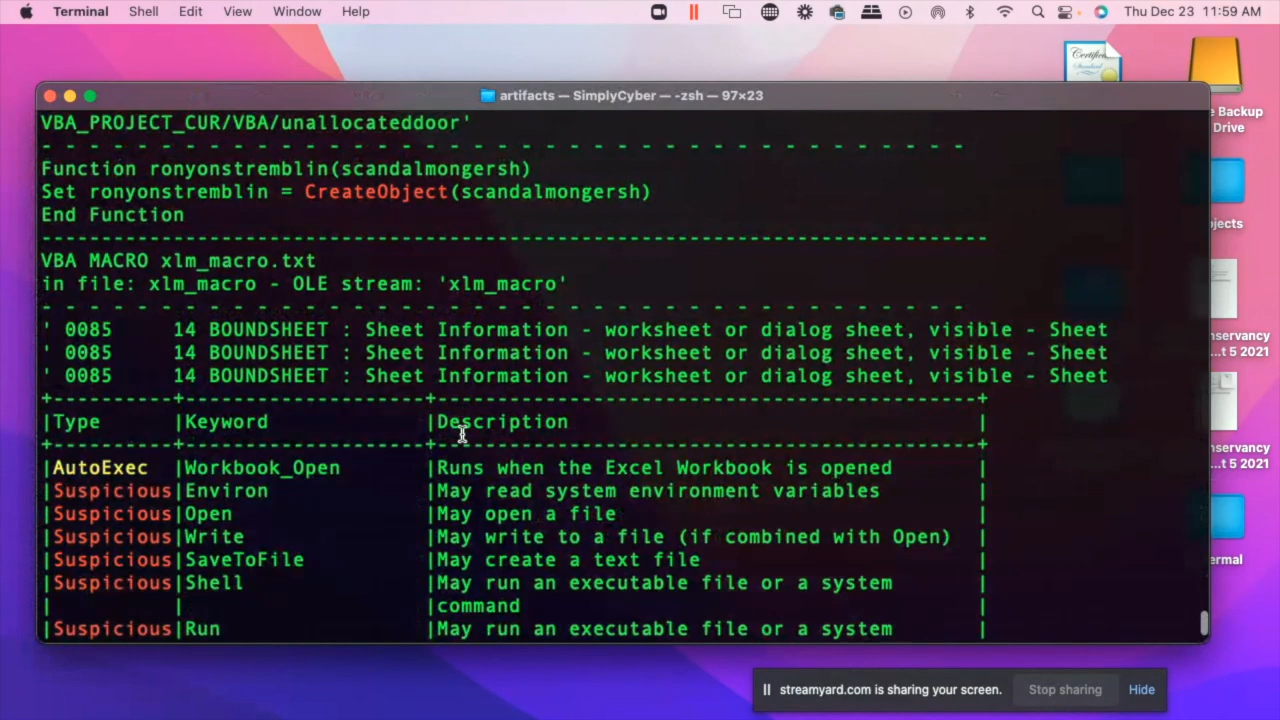 Terminal Shell Edit View Window Help Thu Dec 23 11:59 AM
Certificate
Standard
artifacts — SimplyCyber — -zsh — 97×23
e Backup
Drive
VBA_PROJECT_CUR/VBA/unallocateddoor'
- - - - - - - - - - - - - - - - - - - - - - - - - - - - - - - - - - - - - - -
Function ronyonstremblin(scandalmongersh)
Set ronyonstremblin = CreateObject(scandalmongersh)
End Function
jects
-------------------------------------------------------------------------------
VBA MACRO xlm_macro.txt
in file: xlm_macro - OLE stream: 'xlm_macro'
- - - - - - - - - - - - - - - - - - - - - - - - - - - - - - - - - - - - - - -
' 0085     14 BOUNDSHEET : Sheet Information - worksheet or dialog sheet, visible - Sheet
' 0085     14 BOUNDSHEET : Sheet Information - worksheet or dialog sheet, visible - Sheet
' 0085     14 BOUNDSHEET : Sheet Information - worksheet or dialog sheet, visible - Sheet
nservancy
...t 5 2021
+----------+--------------------+---------------------------------------------+
|Type      |Keyword             |Description                                  |
+----------+--------------------+---------------------------------------------+
|AutoExec  |Workbook_Open       |Runs when the Excel Workbook is opened       |
|Suspicious|Environ             |May read system environment variables        |
|Suspicious|Open                |May open a file                              |
|Suspicious|Write               |May write to a file (if combined with Open)  |
|Suspicious|SaveToFile          |May create a text file                       |
|Suspicious|Shell               |May run an executable file or a system       |
|          |                    |command                                      |
|Suspicious|Run                 |May run an executable file or a system       |
nservancy
...t 5 2021
ermal
streamyard.com is sharing your screen. Stop sharing Hide